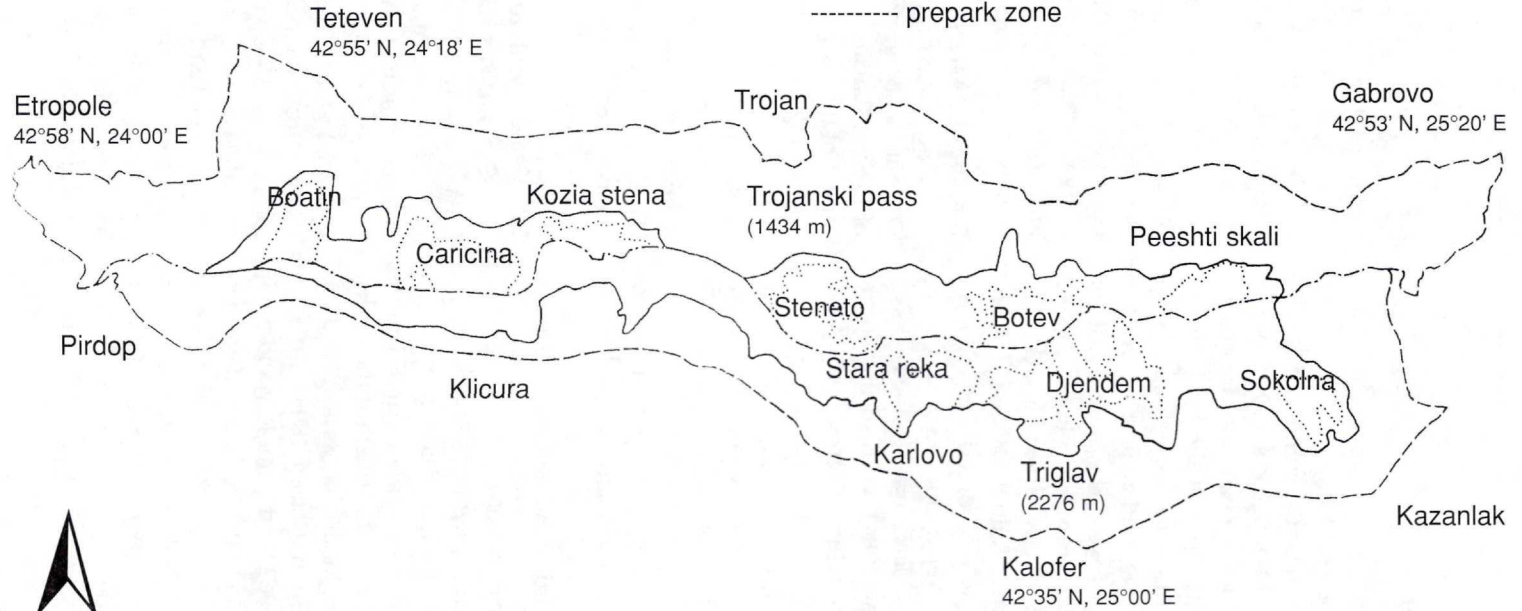 Teteven
42°55' N, 24°18' E
prepark zone
Etropole
42°58' N, 24°00' E
Trojan
Gabrovo
42°53' N, 25°20' E
Boatin
Kozia stena
Trojanski pass
(1434 m)
Peeshti skali
Caricina
Steneto
Botev
Pirdop
Klicura
Stara reka
Djendem
Sokolna
Karlovo
Triglav
(2276 m)
Kazanlak
Kalofer
42°35' N, 25°00' E